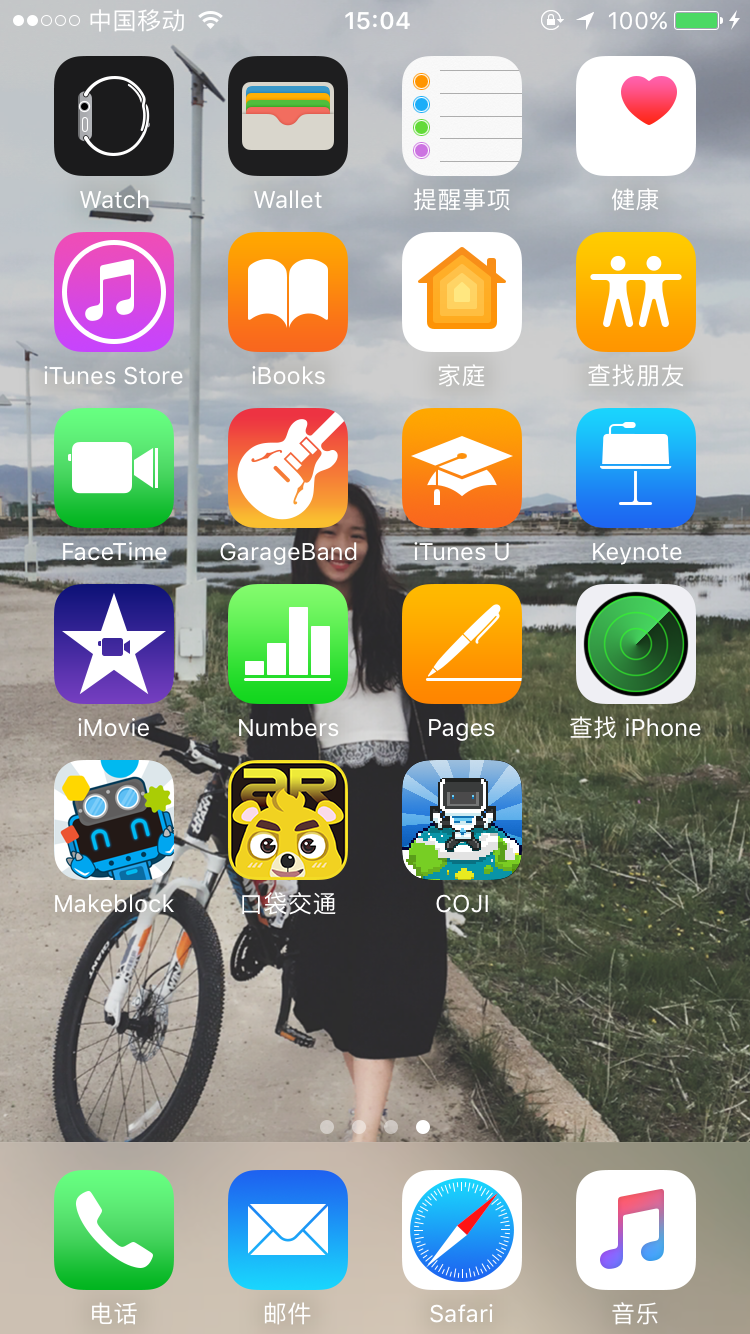 中国移动 15:04 100%
Watch Wallet 提醒事项 健康
iTunes Store iBooks 家庭 查找朋友
FaceTime GarageBand iTunes U Keynote
iMovie Numbers Pages 查找 iPhone
AR
Makeblock 口袋交通 COJI
GIANT
电话 邮件 Safari 音乐